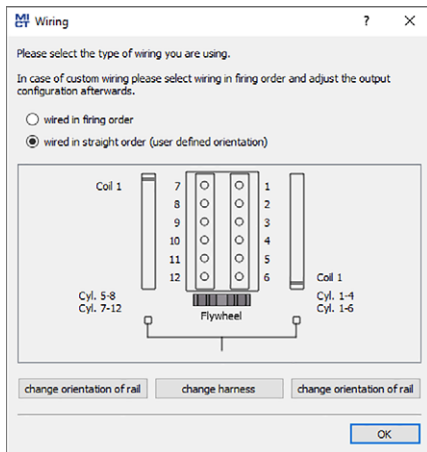 MICT Wiring ? ×
Please select the type of wiring you are using.
In case of custom wiring please select wiring in firing order and adjust the output
configuration afterwards.
wired in firing order
wired in straight order (user defined orientation)
Coil 1 7 1
8 2
9 3
10 4
11 5
12 6 Coil 1
Cyl. 5-8 Cyl. 1-4
Cyl. 7-12 Cyl. 1-6
Flywheel
change orientation of rail change harness change orientation of rail
OK